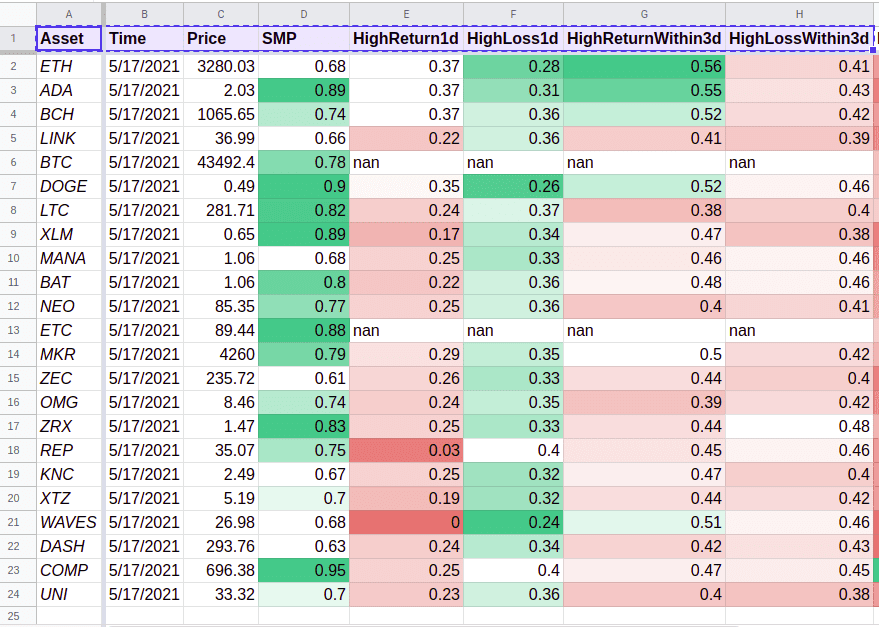 A B C D E F G H
1 Asset Time Price SMP HighReturn1d HighLoss1d HighReturnWithin3d HighLossWithin3d
2 ETH 5/17/2021 3280.03 0.68 0.37 0.28 0.56 0.41
3 ADA 5/17/2021 2.03 0.89 0.37 0.31 0.55 0.43
4 BCH 5/17/2021 1065.65 0.74 0.37 0.36 0.52 0.42
5 LINK 5/17/2021 36.99 0.66 0.22 0.36 0.41 0.39
6 BTC 5/17/2021 43492.4 0.78 nan nan nan nan
7 DOGE 5/17/2021 0.49 0.9 0.35 0.26 0.52 0.46
8 LTC 5/17/2021 281.71 0.82 0.24 0.37 0.38 0.4
9 XLM 5/17/2021 0.65 0.89 0.17 0.34 0.47 0.38
10 MANA 5/17/2021 1.06 0.68 0.25 0.33 0.46 0.46
11 BAT 5/17/2021 1.06 0.8 0.22 0.36 0.48 0.46
12 NEO 5/17/2021 85.35 0.77 0.25 0.36 0.4 0.41
13 ETC 5/17/2021 89.44 0.88 nan nan nan nan
14 MKR 5/17/2021 4260 0.79 0.29 0.35 0.5 0.42
15 ZEC 5/17/2021 235.72 0.61 0.26 0.33 0.44 0.4
16 OMG 5/17/2021 8.46 0.74 0.24 0.35 0.39 0.42
17 ZRX 5/17/2021 1.47 0.83 0.25 0.33 0.44 0.48
18 REP 5/17/2021 35.07 0.75 0.03 0.4 0.45 0.46
19 KNC 5/17/2021 2.49 0.67 0.25 0.32 0.47 0.4
20 XTZ 5/17/2021 5.19 0.7 0.19 0.32 0.44 0.42
21 WAVES 5/17/2021 26.98 0.68 0 0.24 0.51 0.46
22 DASH 5/17/2021 293.76 0.63 0.24 0.34 0.42 0.43
23 COMP 5/17/2021 696.38 0.95 0.25 0.4 0.47 0.45
24 UNI 5/17/2021 33.32 0.7 0.23 0.36 0.4 0.38
25